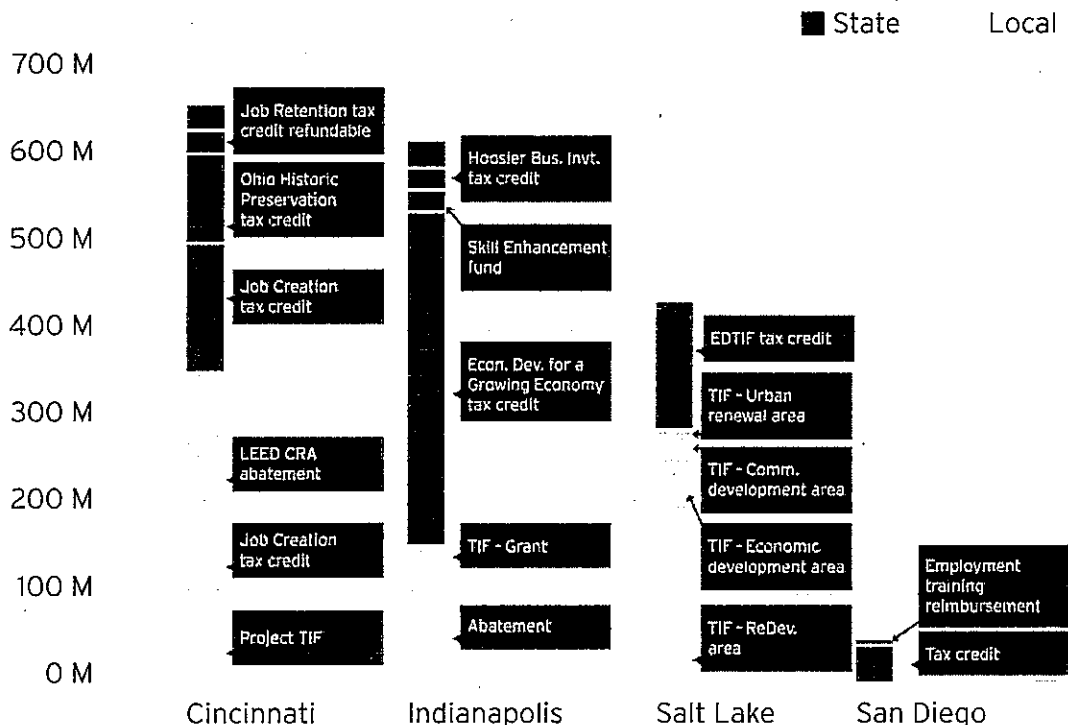 State Local
700 M
600 M
500 M
400 M
300 M
200 M
100 M
0 M
Job Retention tax
credit refundable
Ohio Historic
Preservation
tax credit
Job Creation
tax credit
LEED CRA
abatement
Job Creation
tax credit
Project TIF
Hoosier Bus. Invt.
tax credit
Skill Enhancement
fund
Econ. Dev. for a
Growing Economy
tax credit
TIF - Grant
Abatement
EDTIF tax credit
TIF - Urban
renewal area
TIF - Comm.
development area
TIF - Economic
development area
TIF - ReDev.
area
Employment
training
reimbursement
Tax credit
Cincinnati Indianapolis Salt Lake San Diego